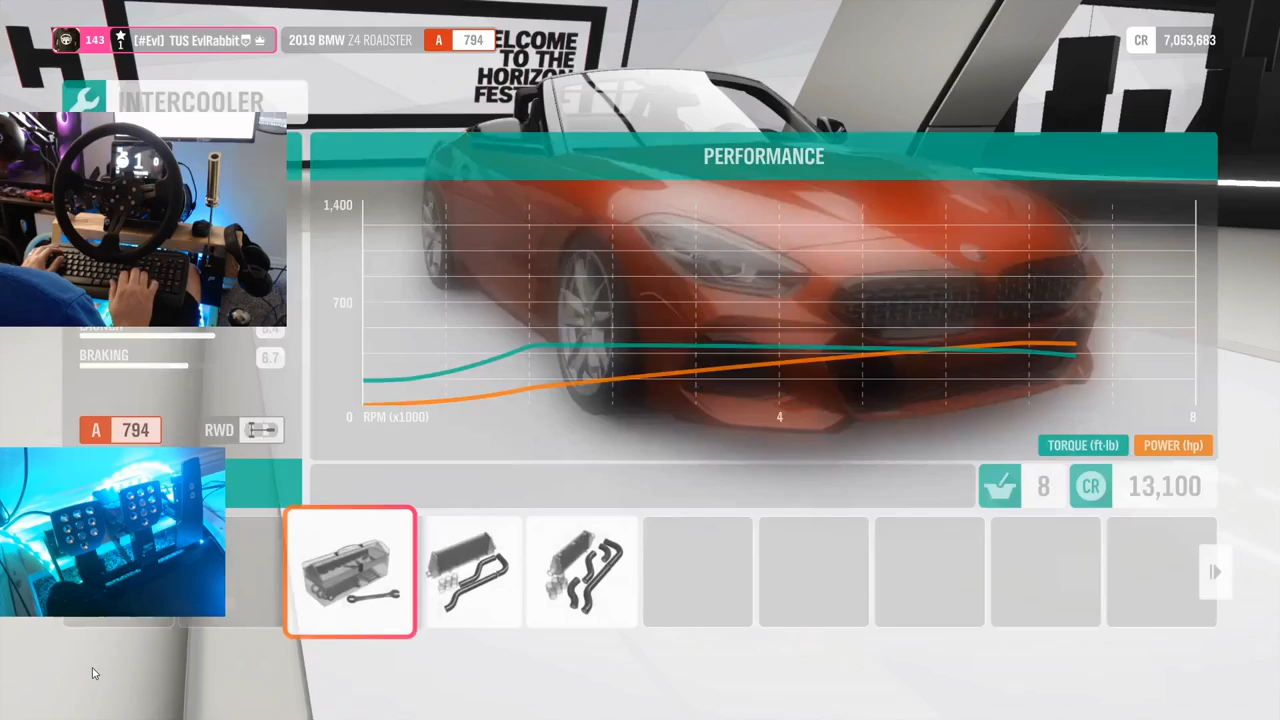 143 1 [#Evl] TUS EvlRabbit
2019 BMW Z4 ROADSTER A 794
CR 7,053,683
ELCOME
TO THE
HORIZON
FEST
INTERCOOLER
PERFORMANCE
1,400
700
0 RPM (x1000) 4 8
BRAKING 6.7
A 794 RWD
TORQUE (ft·lb) POWER (hp)
8 CR 13,100